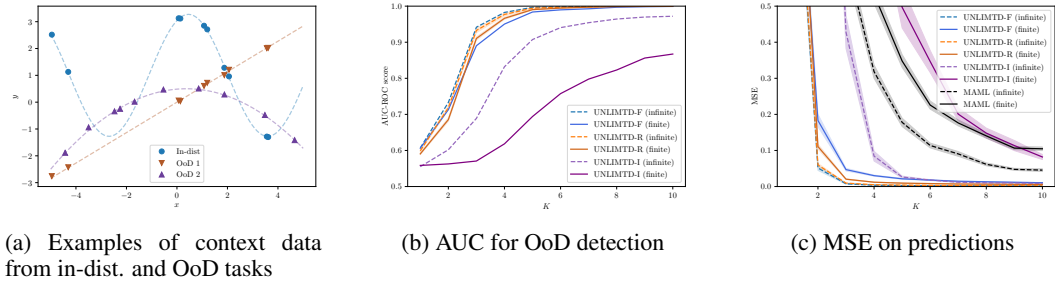 3
2
1
0
−1
−2
−3
y
−4
−2
0
2
4
x
In-dist
OoD 1
OoD 2
(a) Examples of context data
from in-dist. and OoD tasks
1.0
0.9
0.8
0.7
0.6
0.5
AUC-ROC score
2
4
6
8
10
K
UNLIMTD-F (infinite)
UNLIMTD-F (finite)
UNLIMTD-R (infinite)
UNLIMTD-R (finite)
UNLIMTD-I (infinite)
UNLIMTD-I (finite)
(b) AUC for OoD detection
0.5
0.4
0.3
0.2
0.1
0.0
MSE
2
4
6
8
10
K
UNLIMTD-F (infinite)
UNLIMTD-F (finite)
UNLIMTD-R (infinite)
UNLIMTD-R (finite)
UNLIMTD-I (infinite)
UNLIMTD-I (finite)
MAML (infinite)
MAML (finite)
(c) MSE on predictions